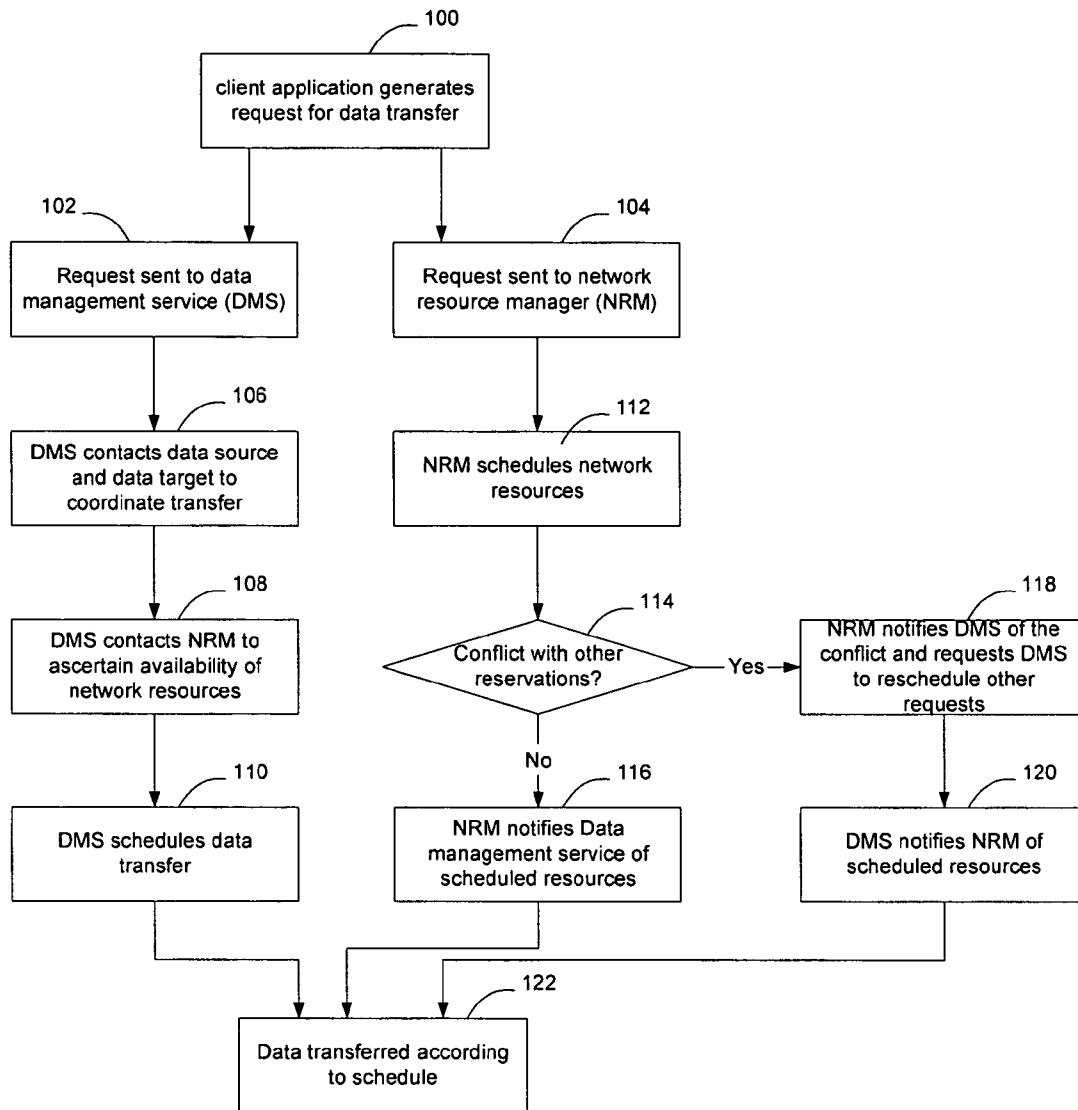 100
client application generates
request for data transfer
102
104
Request sent to data
management service (DMS)
Request sent to network
resource manager (NRM)
106
112
DMS contacts data source
and data target to
coordinate transfer
NRM schedules network
resources
108
114
118
DMS contacts NRM to
ascertain availability of
network resources
Conflict with other
reservations?
Yes
NRM notifies DMS of the
conflict and requests DMS
to reschedule other
requests
No
110
116
120
DMS schedules data
transfer
NRM notifies Data
management service of
scheduled resources
DMS notifies NRM
of scheduled resources
122
Data transferred according
to schedule